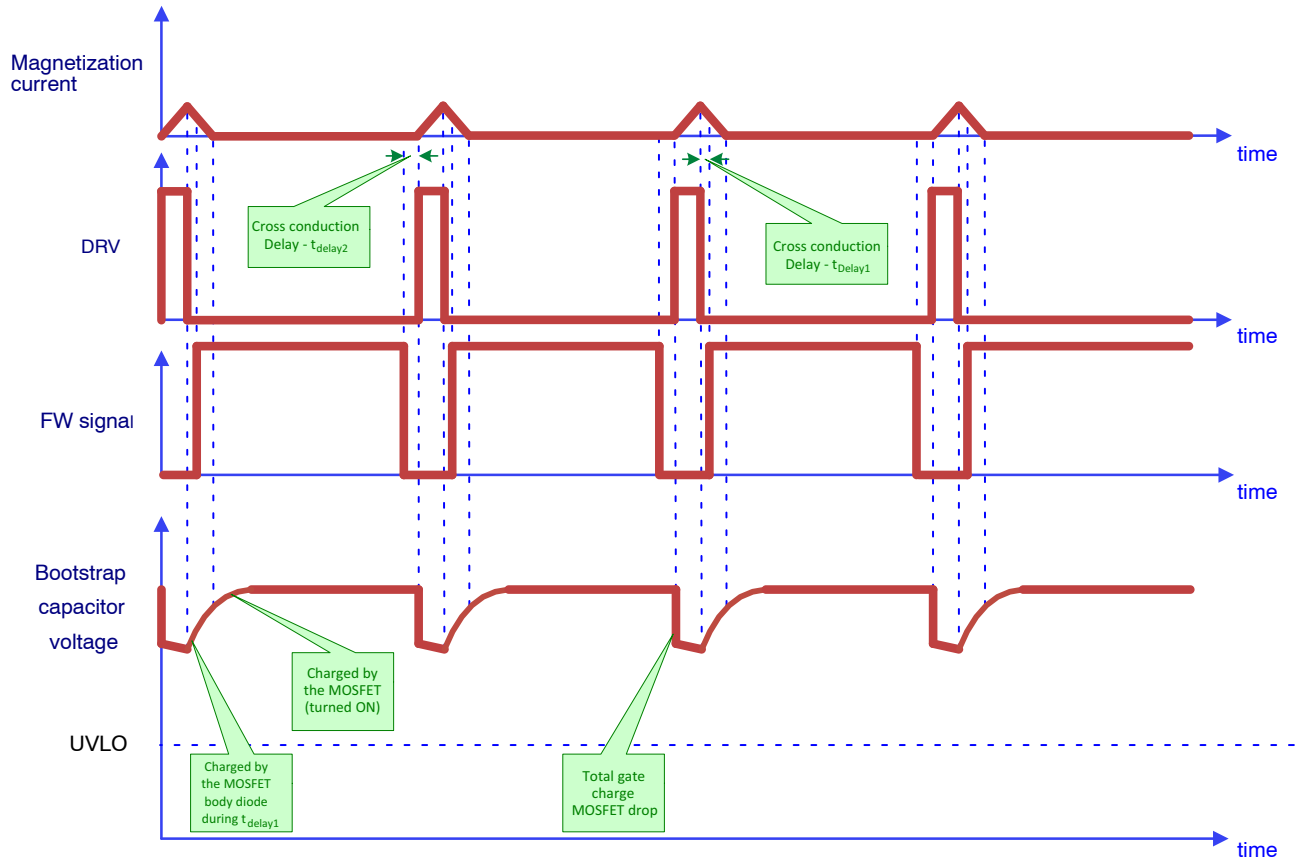 Magnetization
current
time
Cross conduction
Delay - tdelay2
Cross conduction
Delay - tDelay1
DRV
time
FW signal
time
Bootstrap
capacitor
voltage
Charged by
the MOSFET
(turned ON)
UVLO
Charged by
the MOSFET
body diode
during tdelay1
Total gate
charge
MOSFET drop
time